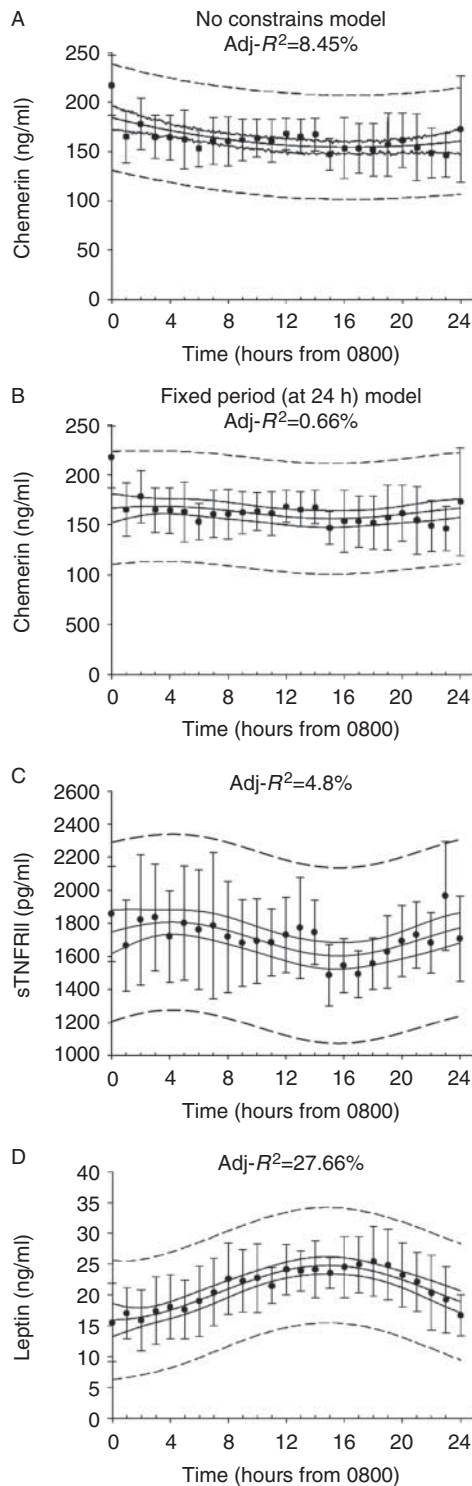 A
No constrains model
Adj-R²=8.45%
Chemerin (ng/ml)
250
200
150
100
50
0
0 4 8 12 16 20 24
Time (hours from 0800)
B
Fixed period (at 24 h) model
Adj-R²=0.66%
Chemerin (ng/ml)
250
200
150
100
500
0
0 4 8 12 16 20 24
Time (hours from 0800)
C
Adj-R²=4.8%
sTNFRII (pg/ml)
2600
2400
2200
2000
1800
1600
1400
1200
1000
0 4 8 12 16 20 24
Time (hours from 0800)
D
Adj-R²=27.66%
Leptin (ng/ml)
40
35
30
25
20
15
10
5
0
0 4 8 12 16 20 24
Time (hours from 0800)